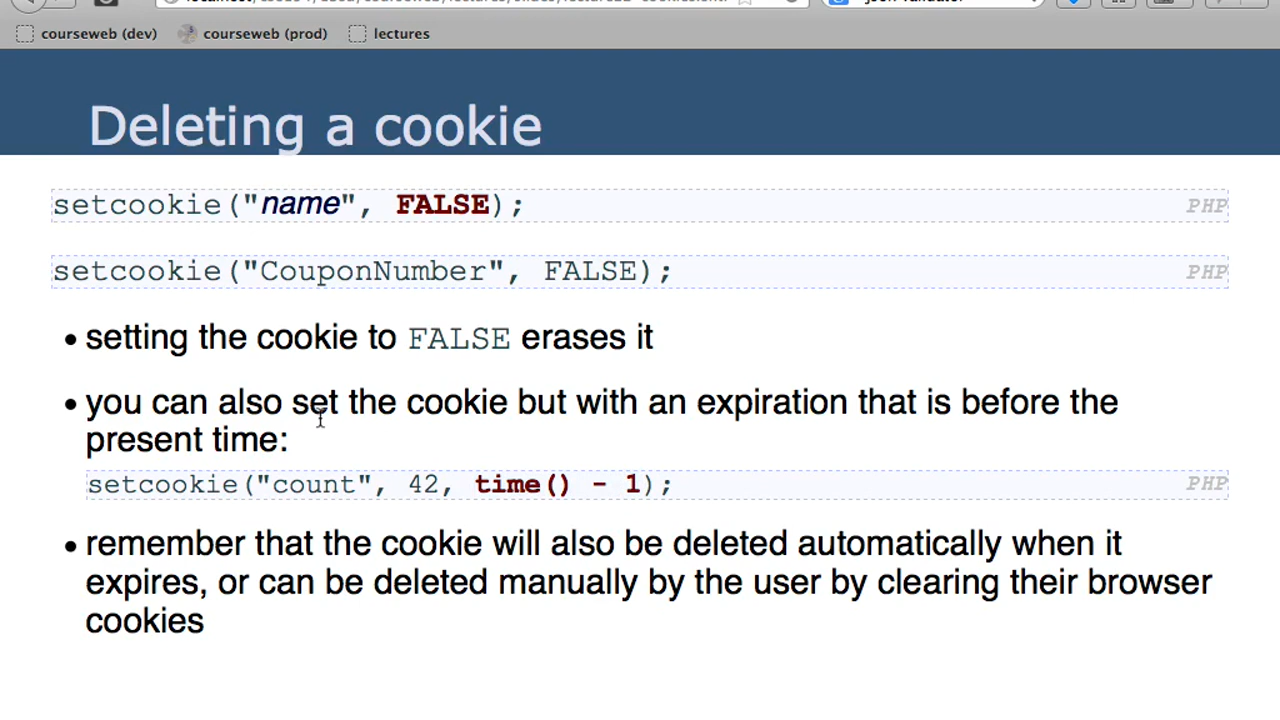 courseweb (dev) courseweb (prod) lectures
Deleting a cookie
setcookie("name", FALSE); PHP
setcookie("CouponNumber", FALSE); PHP
• setting the cookie to FALSE erases it
• you can also set the cookie but with an expiration that is before the
present time:
setcookie("count", 42, time() - 1); PHP
• remember that the cookie will also be deleted automatically when it
expires, or can be deleted manually by the user by clearing their browser
cookies